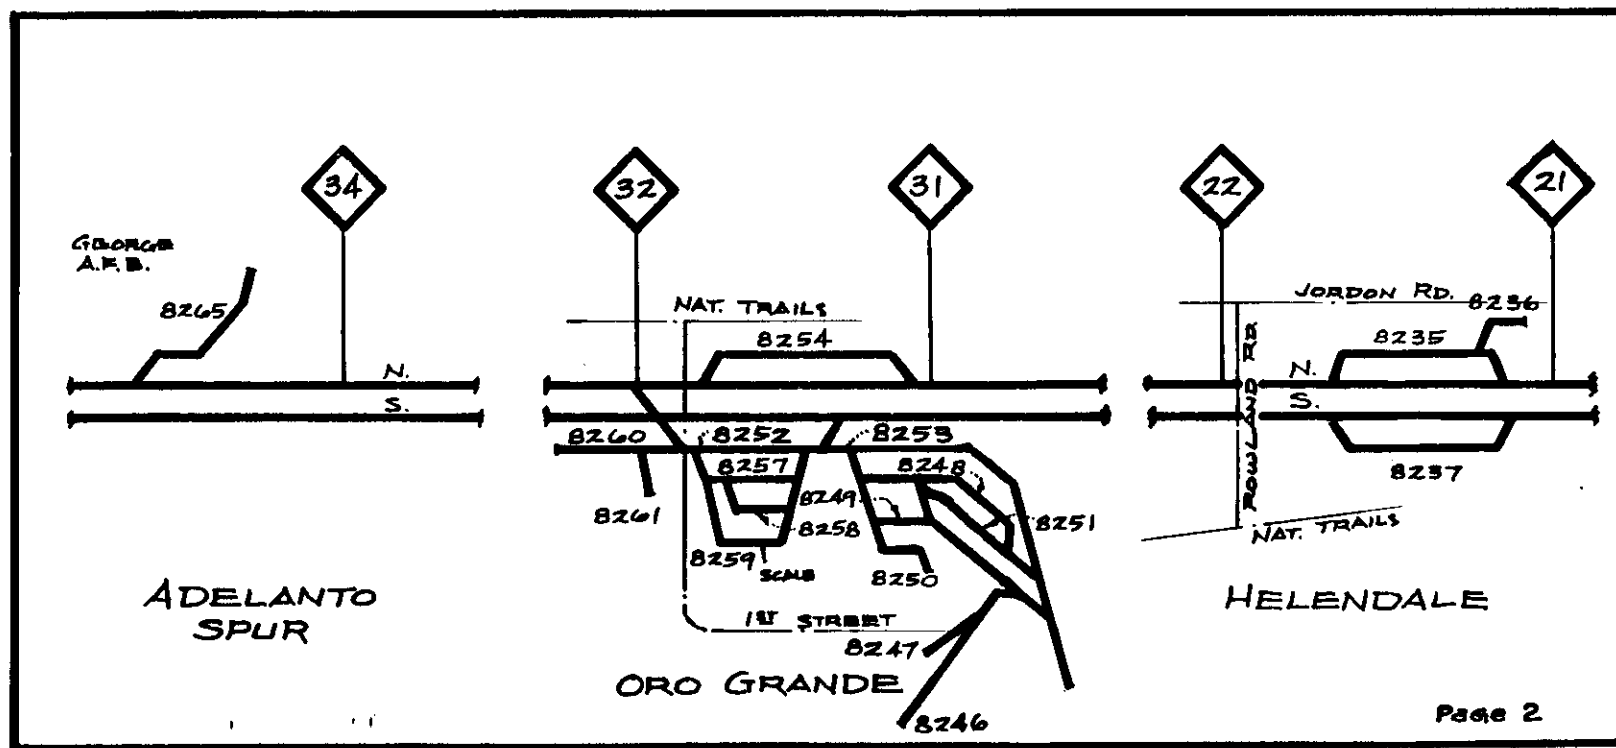 34
32
31
22
21
GEORGE
A.F.B.
8265
N.
S.
ADELANTO
SPUR
NAT. TRAILS
8254
8260
8252
8253
8257
8248
8249
8261
8258
8251
8259
SCALE
8250
1ST STREET
8247
ORO GRANDE
8246
JORDON RD.
8236
8235
ROWLAND RD
N.
S.
8237
NAT. TRAILS
HELENDALE
Page 2